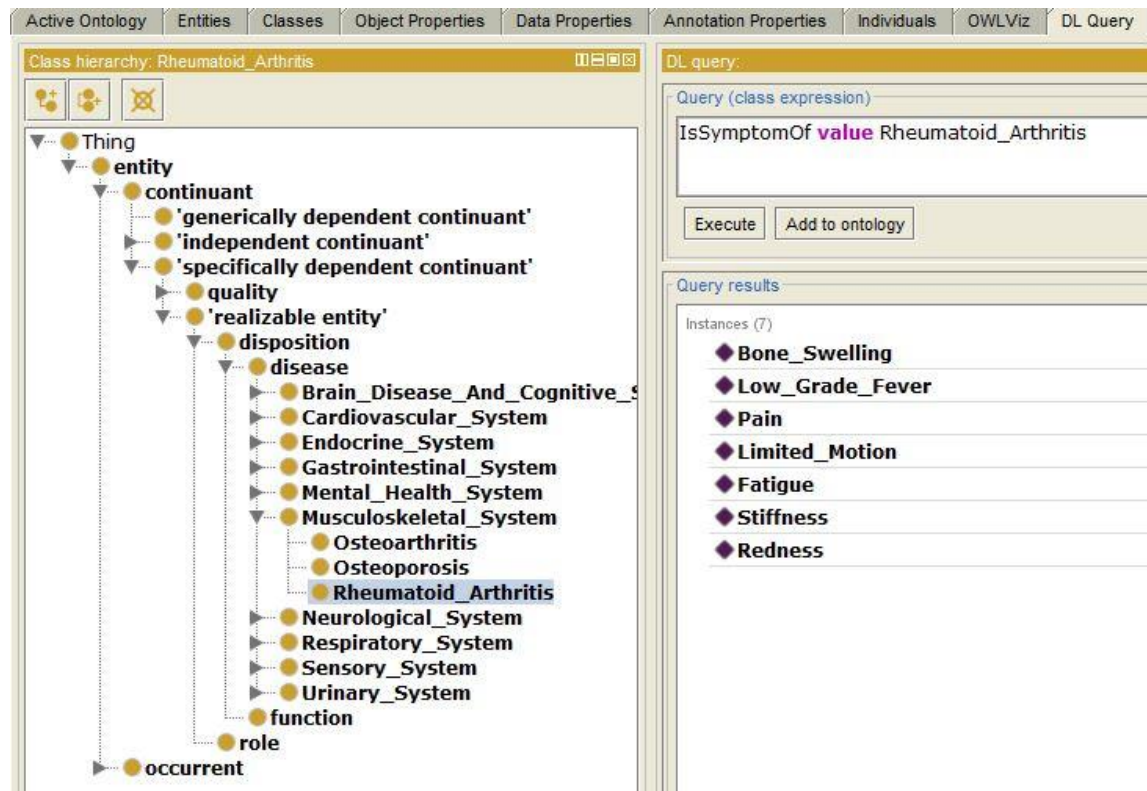 Active Ontology Entities Classes Object Properties Data Properties Annotation Properties Individuals OWLViz DL Query
Class hierarchy: Rheumatoid_Arthritis
Thing
entity
continuant
'generically dependent continuant'
'independent continuant'
'specifically dependent continuant'
quality
'realizable entity'
disposition
disease
Brain_Disease_And_Cognitive_
Cardiovascular_System
Endocrine_System
Gastrointestinal_System
Mental_Health_System
Musculoskeletal_System
Osteoarthritis
Osteoporosis
Rheumatoid_Arthritis
Neurological_System
Respiratory_System
Sensory_System
Urinary_System
function
role
occurrent
DL query:
Query (class expression)
IsSymptomOf value Rheumatoid_Arthritis
Execute Add to ontology
Query results
Instances (7)
Bone_Swelling
Low_Grade_Fever
Pain
Limited_Motion
Fatigue
Stiffness
Redness